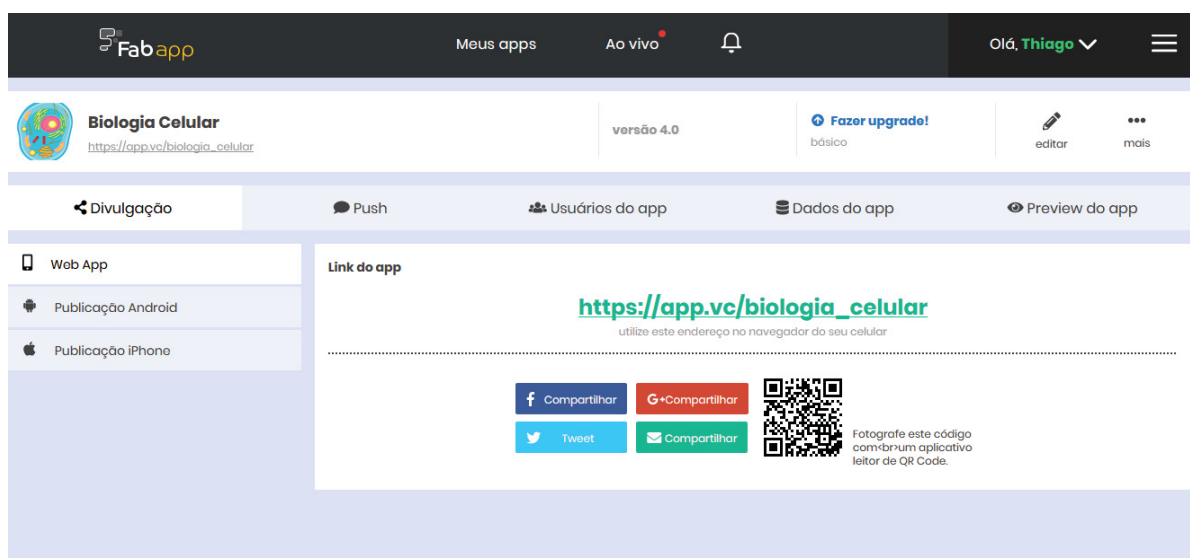 Fabapp Meus apps Ao vivo Olá, Thiago
Biologia Celular
https://app.vc/biologia_celular
versão 4.0
Fazer upgrade!
básico
editar
mais
Divulgação Push Usuários do app Dados do app Preview do app
Web App
Publicação Android
Publicação iPhone
Link do app
https://app.vc/biologia_celular
utilize este endereço no navegador do seu celular
Compartilhar G+Compartilhar
Tweet Compartilhar
Fotografe este código
com<br>um aplicativo
leitor de QR Code.